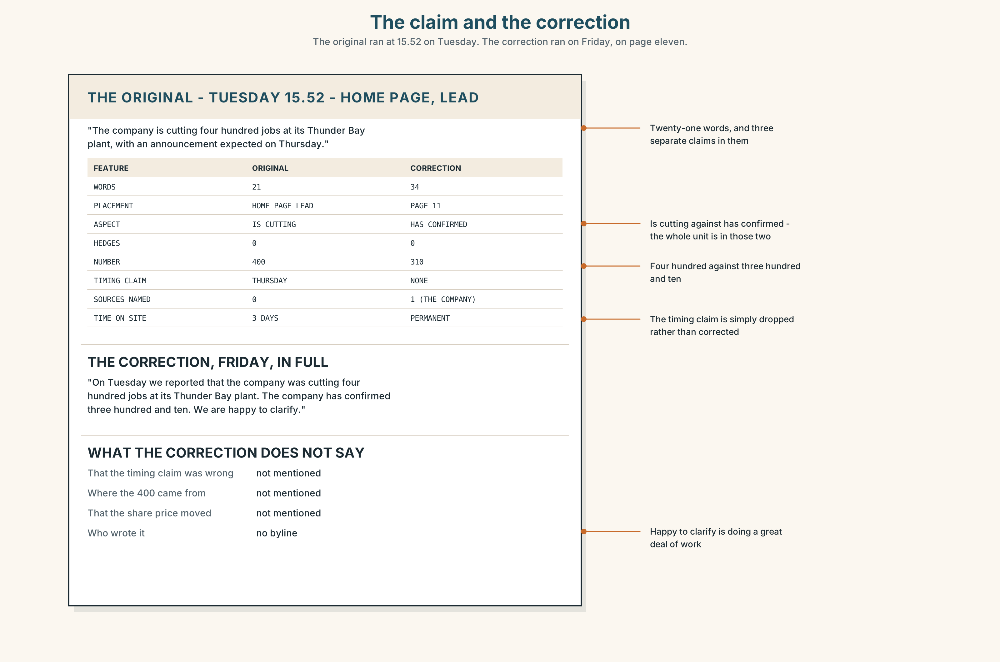 The claim and the correction
The original ran at 15.52 on Tuesday. The correction ran on Friday, on page eleven.
THE ORIGINAL - TUESDAY 15.52 - HOME PAGE, LEAD
"The company is cutting four hundred jobs at its Thunder Bay
plant, with an announcement expected on Thursday."
Twenty-one words, and three
separate claims in them
FEATURE ORIGINAL CORRECTION
WORDS 21 34
PLACEMENT HOME PAGE LEAD PAGE 11
ASPECT IS CUTTING HAS CONFIRMED
Is cutting against has confirmed -
the whole unit is in those two
HEDGES 0 0
NUMBER 400 310
Four hundred against three hundred
and ten
TIMING CLAIM THURSDAY NONE
SOURCES NAMED 0 1 (THE COMPANY)
TIME ON SITE 3 DAYS PERMANENT
The timing claim is simply dropped
rather than corrected
THE CORRECTION, FRIDAY, IN FULL
"On Tuesday we reported that the company was cutting four
hundred jobs at its Thunder Bay plant. The company has confirmed
three hundred and ten. We are happy to clarify."
WHAT THE CORRECTION DOES NOT SAY
That the timing claim was wrong not mentioned
Where the 400 came from not mentioned
That the share price moved not mentioned
Who wrote it no byline
Happy to clarify is doing a great
deal of work